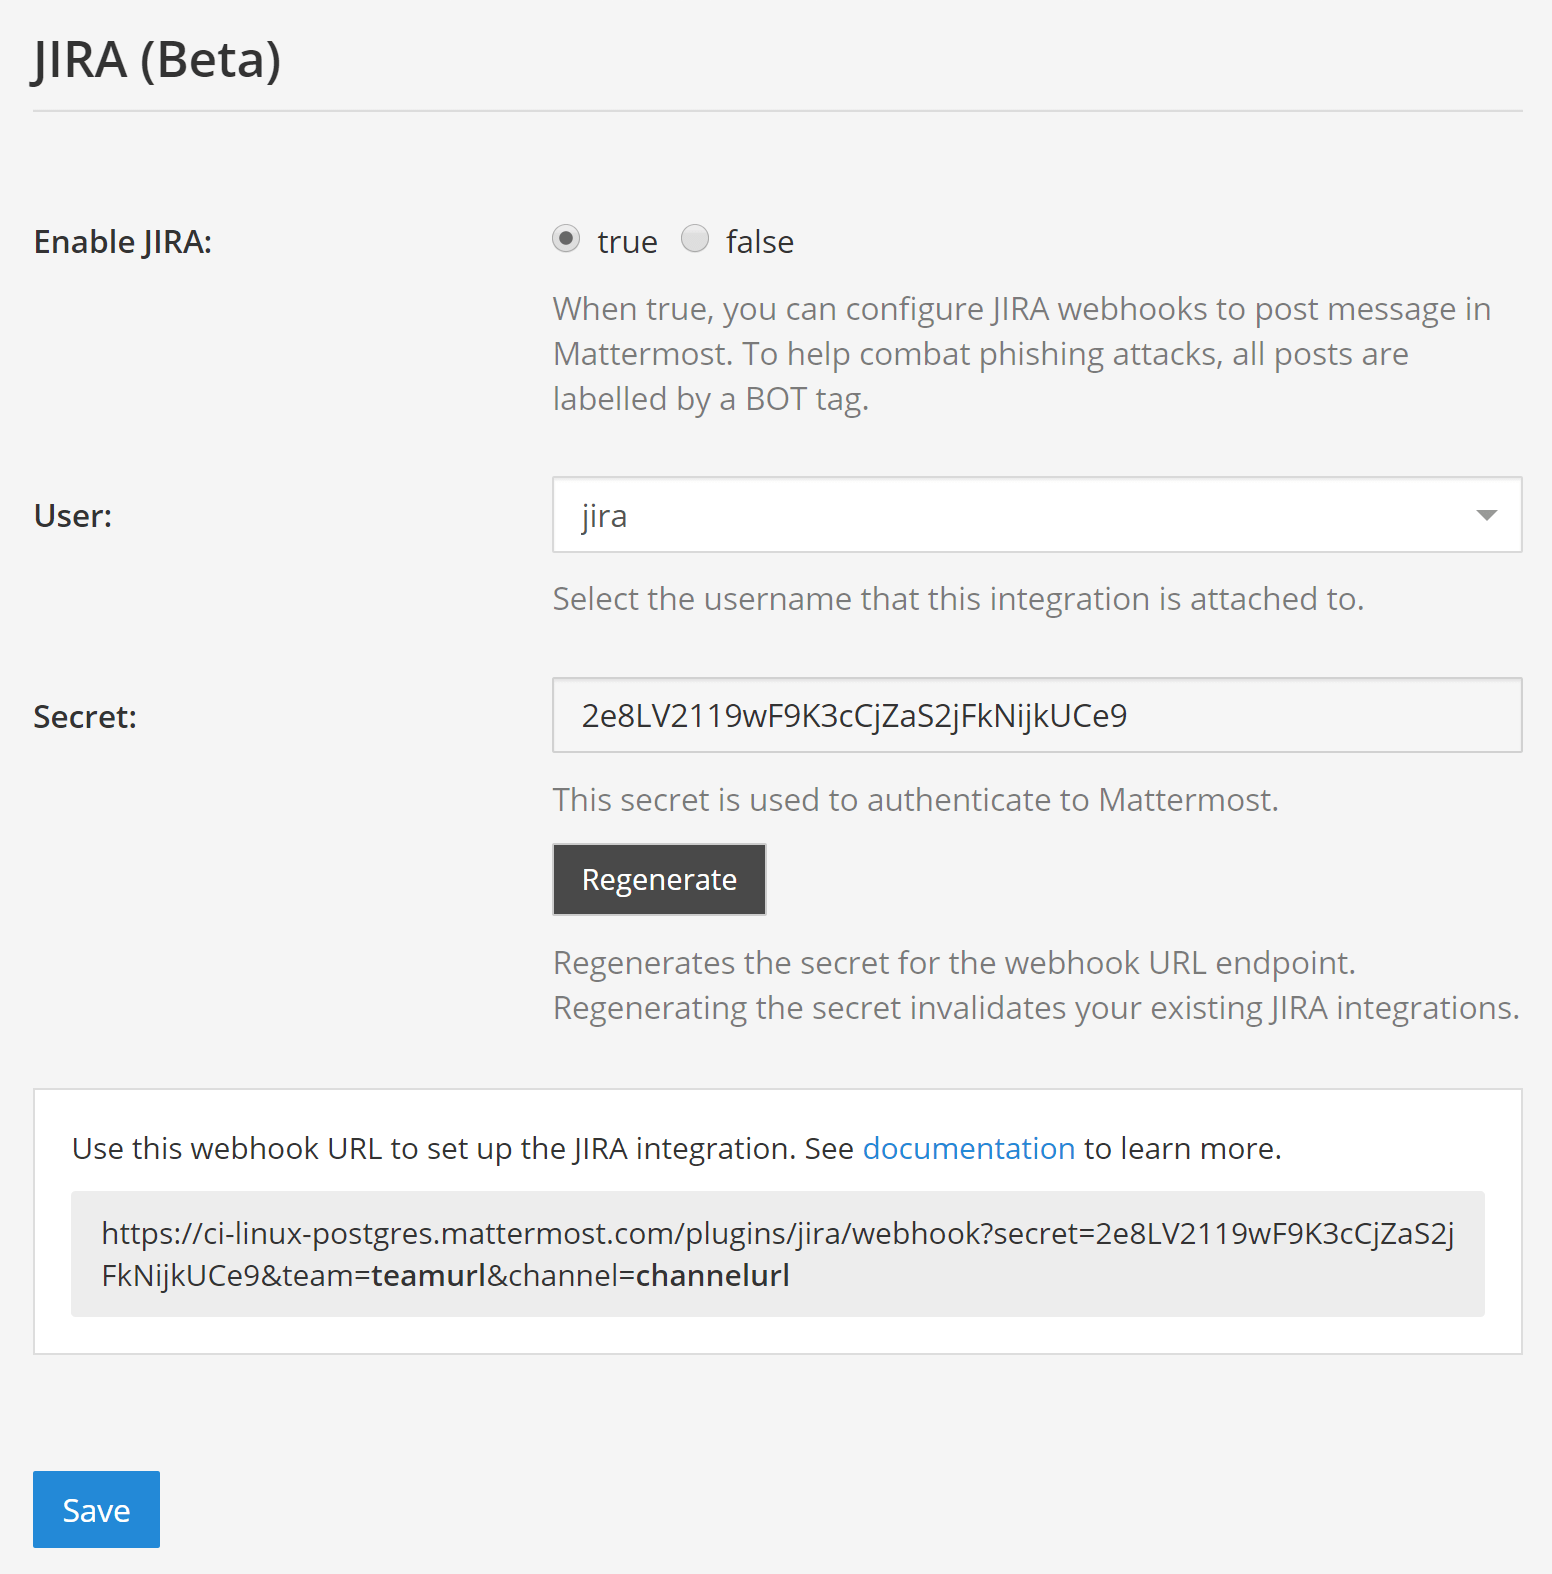 JIRA (Beta)
Enable JIRA:
true false
When true, you can configure JIRA webhooks to post message in
Mattermost. To help combat phishing attacks, all posts are
labelled by a BOT tag.
User:
jira
Select the username that this integration is attached to.
Secret:
2e8LV2119wF9K3cCjZaS2jFkNijkUCe9
This secret is used to authenticate to Mattermost.
Regenerate
Regenerates the secret for the webhook URL endpoint.
Regenerating the secret invalidates your existing JIRA integrations.
Use this webhook URL to set up the JIRA integration. See documentation to learn more.
https://ci-linux-postgres.mattermost.com/plugins/jira/webhook?secret=2e8LV2119wF9K3cCjZaS2j
FkNijkUCe9&team=teamurl&channel=channelurl
Save